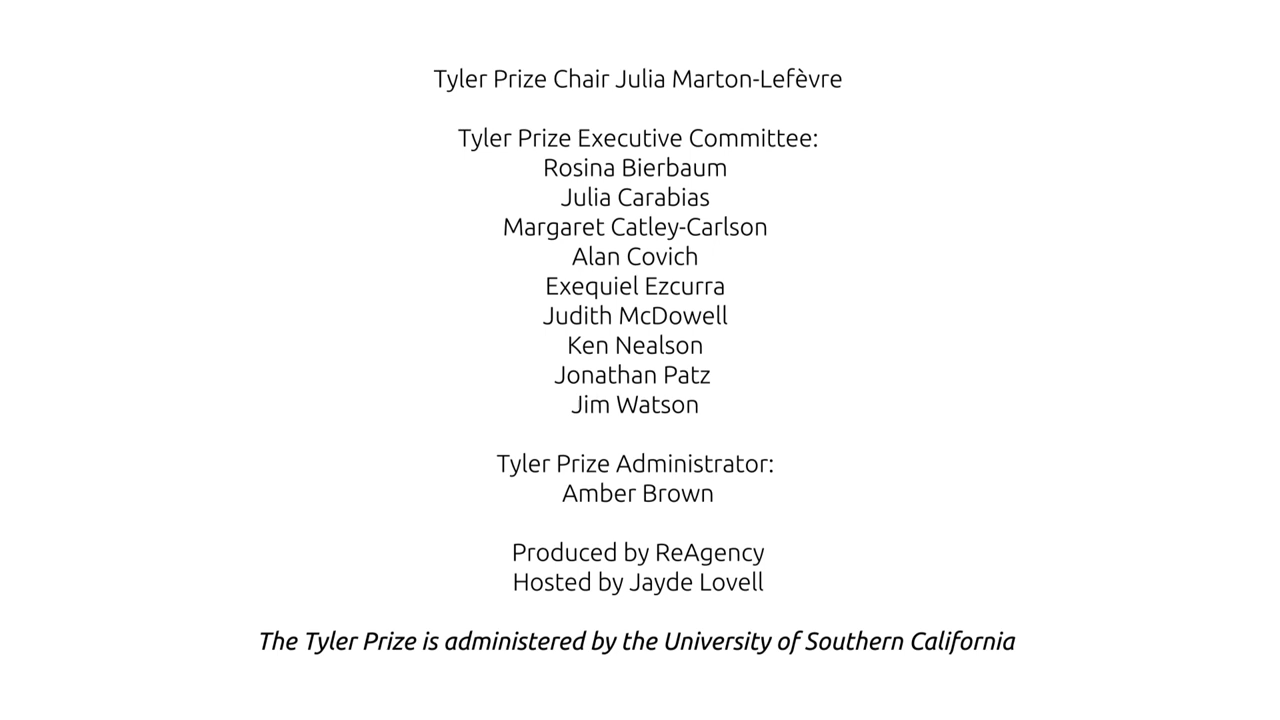 Tyler Prize Chair Julia Marton-Lefèvre
Tyler Prize Executive Committee:
Rosina Bierbaum
Julia Carabias
Margaret Catley-Carlson
Alan Covich
Exequiel Ezcurra
Judith McDowell
Ken Nealson
Jonathan Patz
Jim Watson
Tyler Prize Administrator:
Amber Brown
Produced by ReAgency
Hosted by Jayde Lovell
The Tyler Prize is administered by the University of Southern California